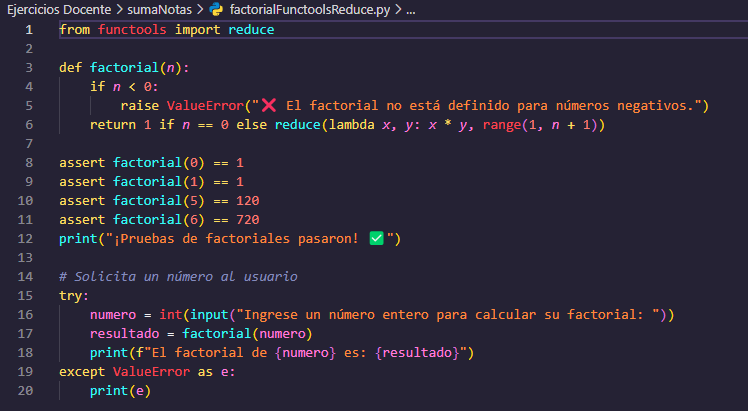 Ejercicios Docente > sumaNotas > factorialFunctoolsReduce.py > ...
1 from functools import reduce
2
3 def factorial(n):
4     if n < 0:
5         raise ValueError("❌ El factorial no está definido para números negativos.")
6     return 1 if n == 0 else reduce(lambda x, y: x * y, range(1, n + 1))
7
8 assert factorial(0) == 1
9 assert factorial(1) == 1
10 assert factorial(5) == 120
11 assert factorial(6) == 720
12 print("¡Pruebas de factoriales pasaron! ✅")
13
14 # Solicita un número al usuario
15 try:
16     numero = int(input("Ingrese un número entero para calcular su factorial: "))
17     resultado = factorial(numero)
18     print(f"El factorial de {numero} es: {resultado}")
19 except ValueError as e:
20     print(e)